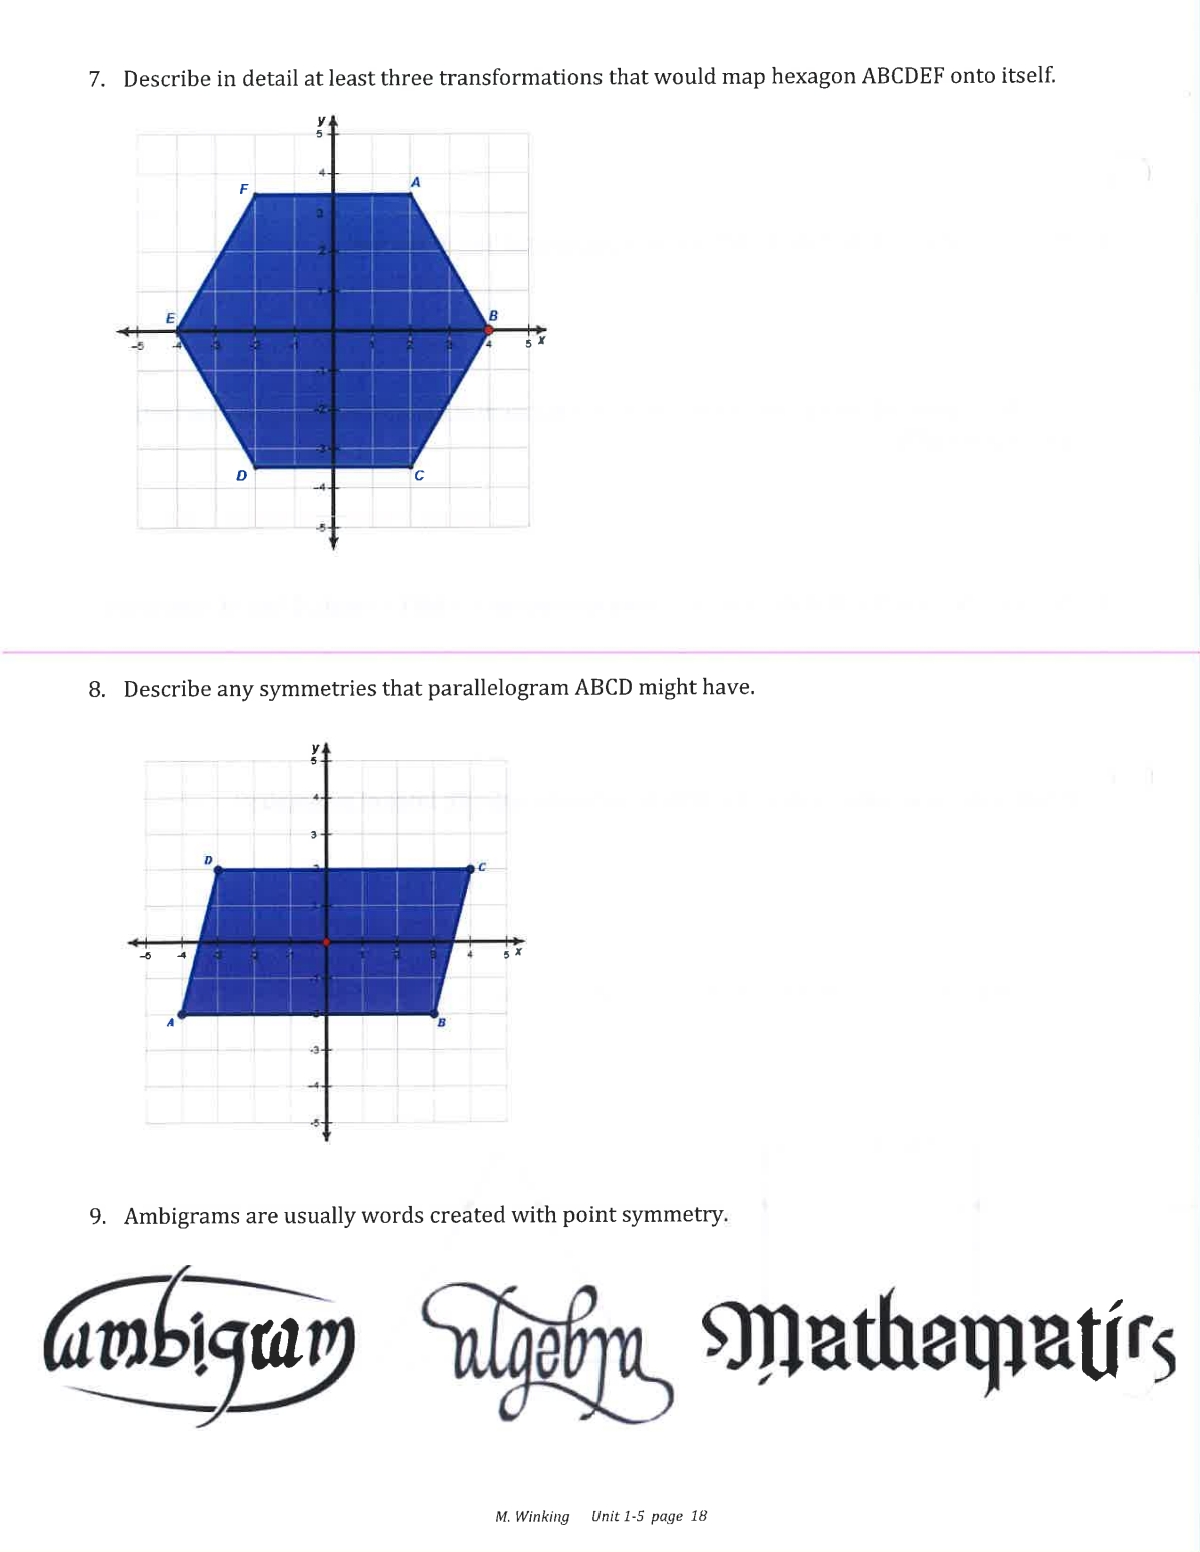 7. Describe in detail at least three transformations that would map hexagon ABCDEF onto itself.
y
5
F
A
4
3
2
1
E
B
-5 -4 -3 -2 -1 1 2 3 4 5 x
-1
-2
-3
D
C
-4
-5
8. Describe any symmetries that parallelogram ABCD might have.
y
5
4
3
D
C
-5 -4 -3 -2 -1 1 2 3 4 5 x
-1
A
B
-3
-4
-5
9. Ambigrams are usually words created with point symmetry.
ambigram algebra Mathematics
M. Winking Unit 1-5 page 18